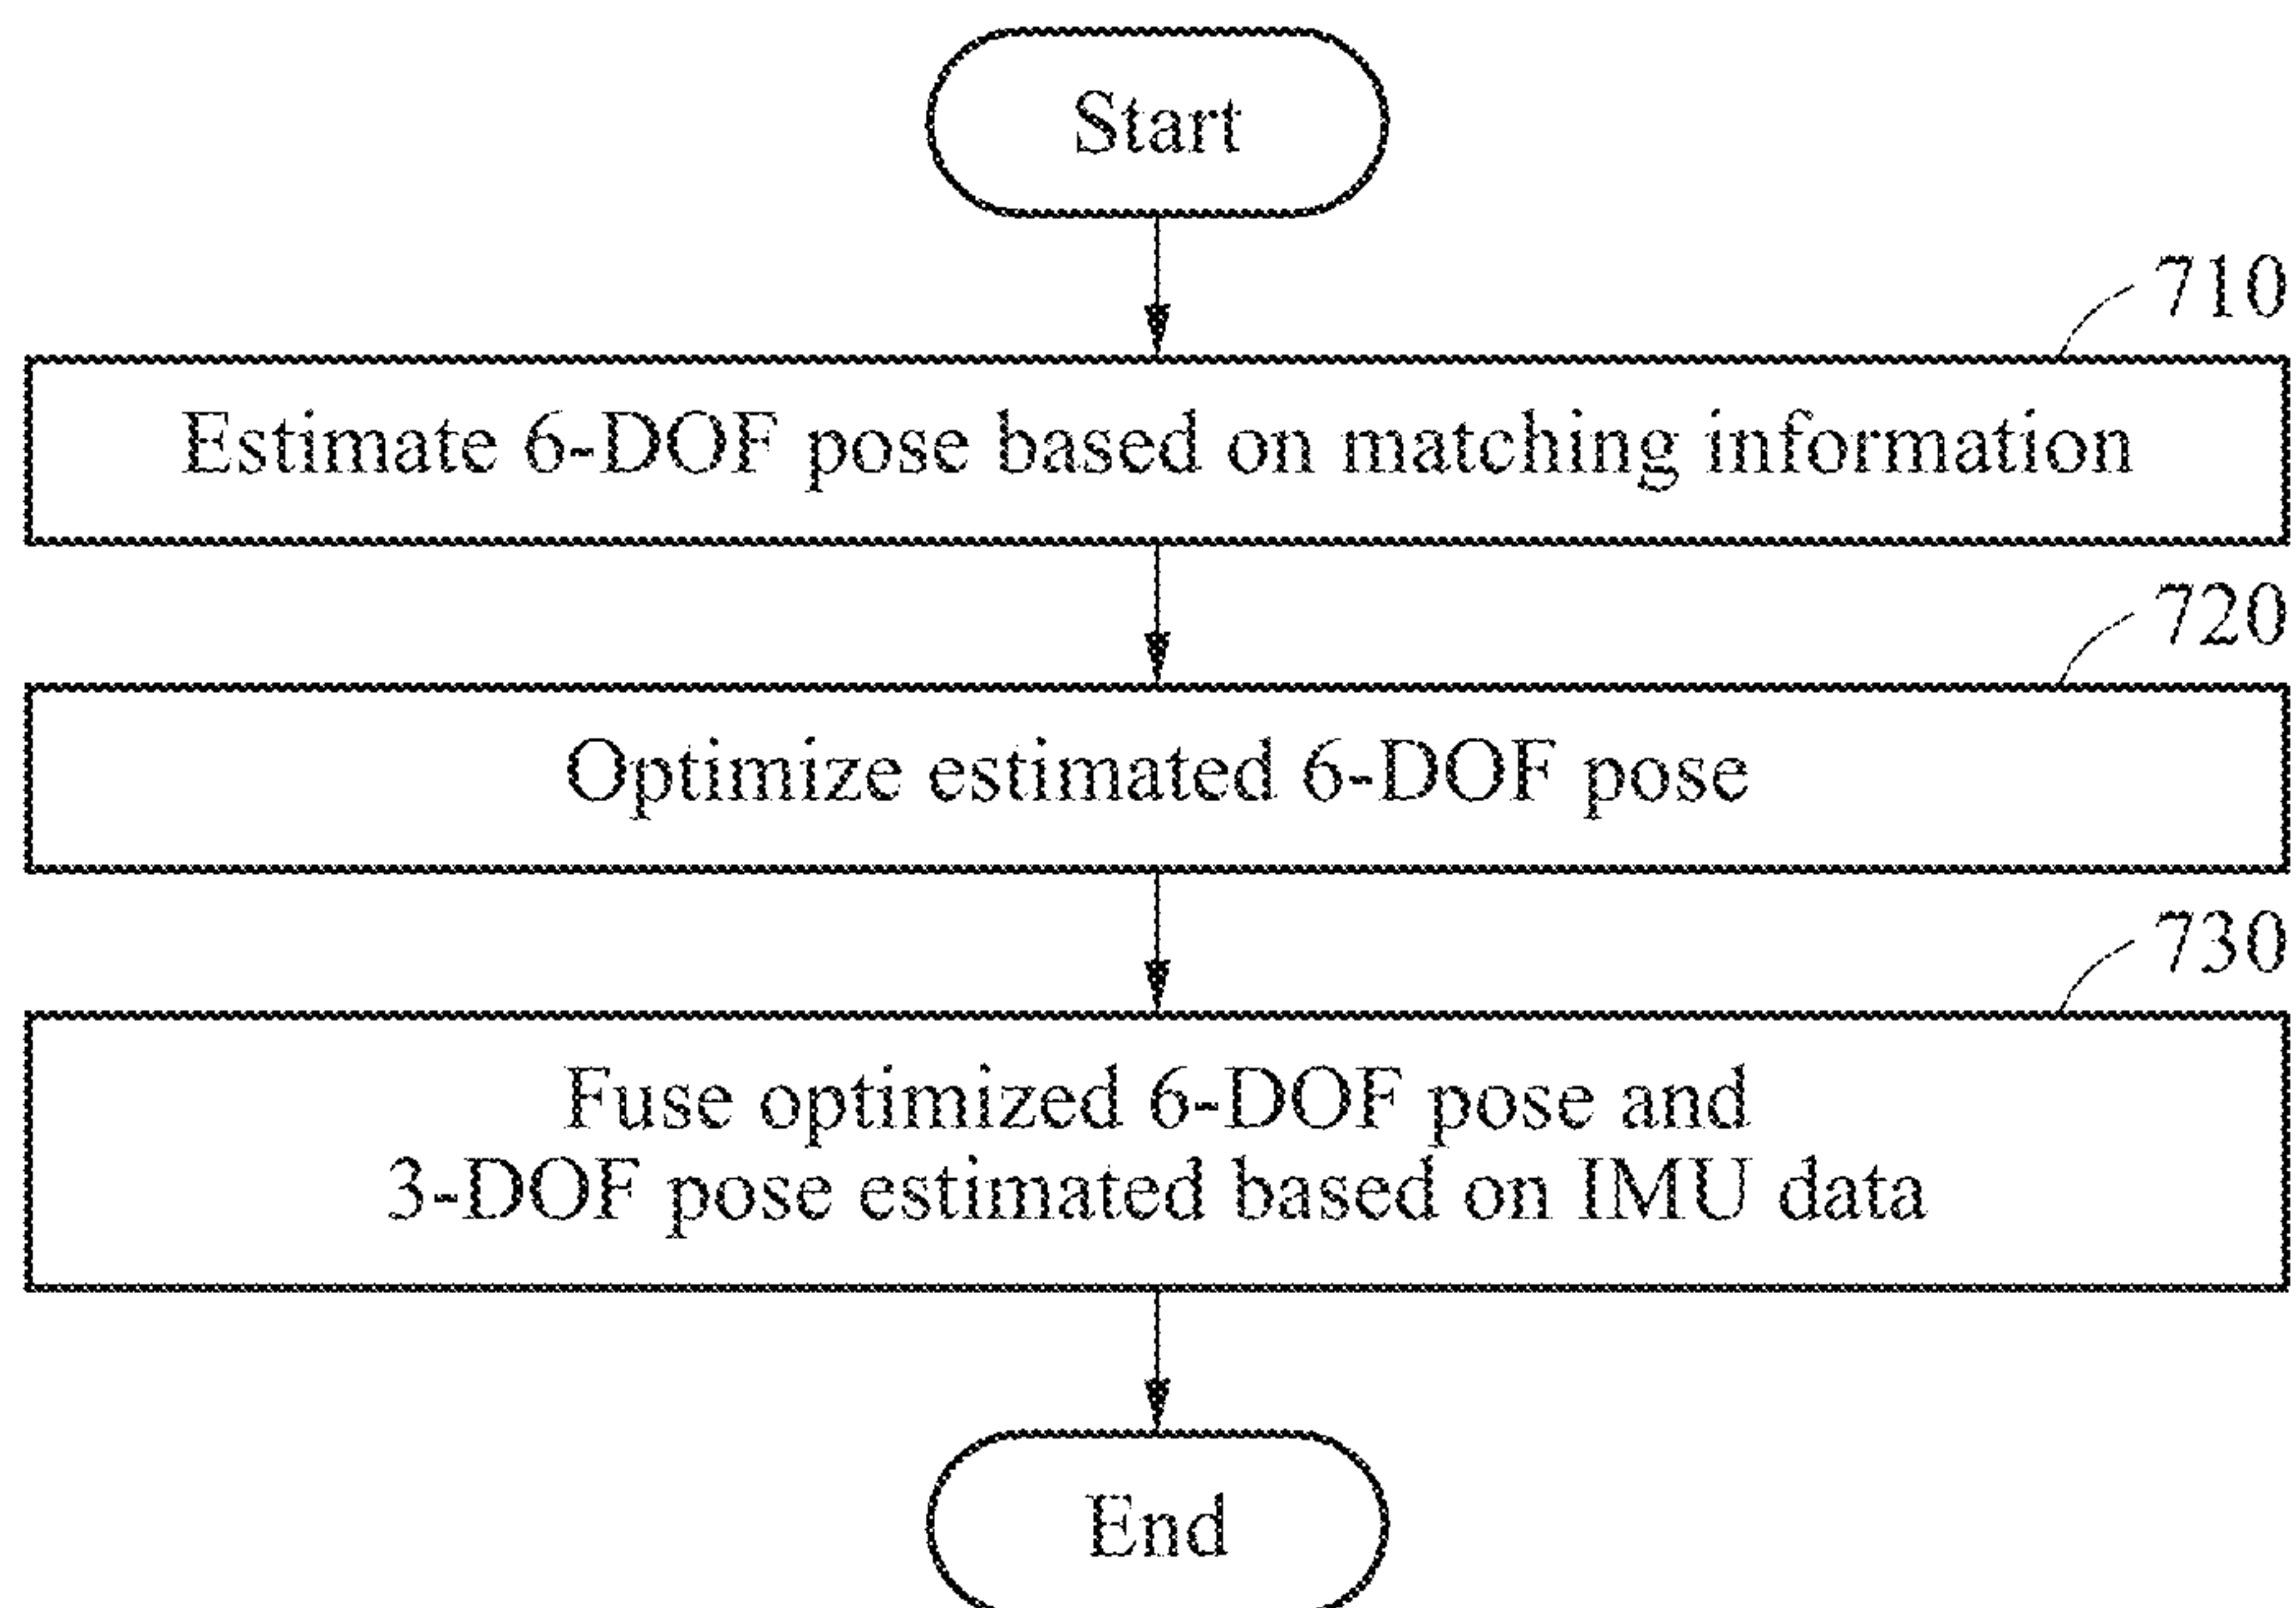 Start
710
Estimate 6-DOF pose based on matching information
720
Optimize estimated 6-DOF pose
730
Fuse optimized 6-DOF pose and
3-DOF pose estimated based on IMU data
End